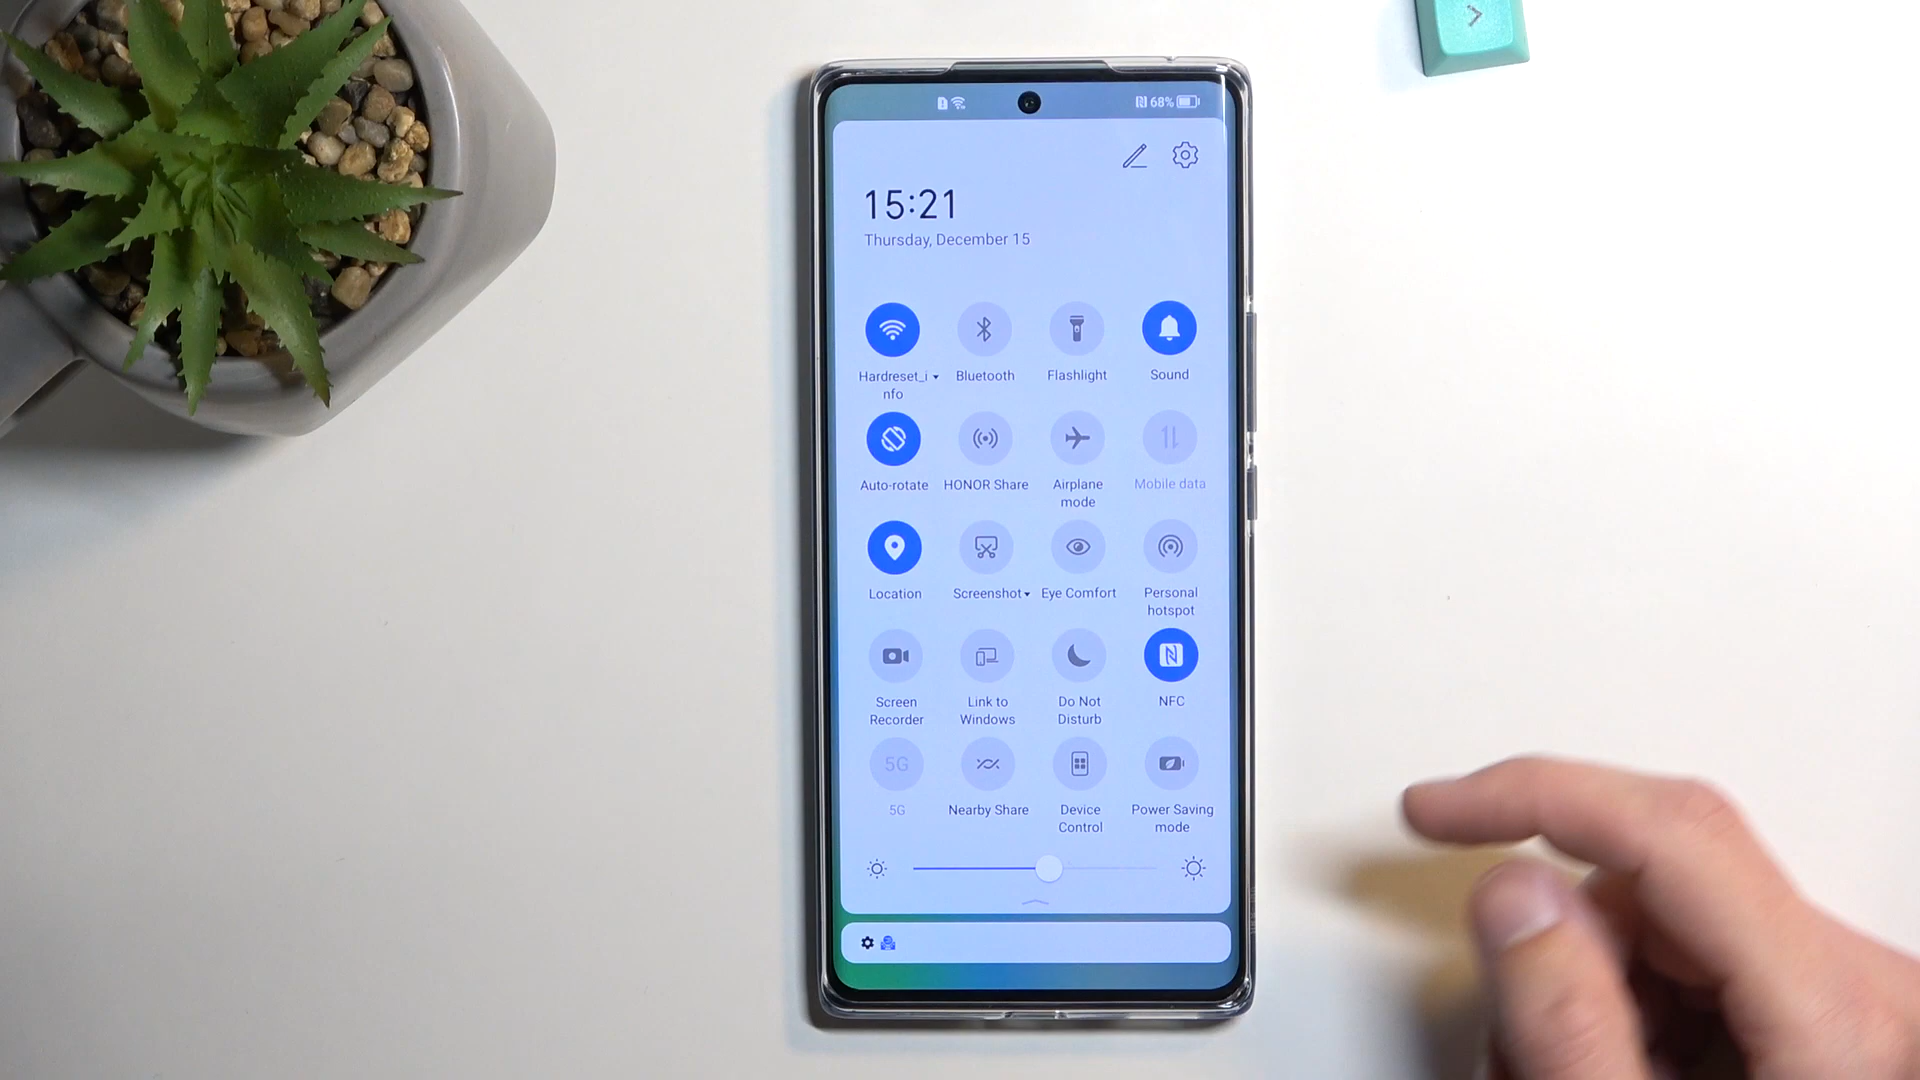 >
68%
15:21
Thursday, December 15
Hardreset_i
nfo
Bluetooth
Flashlight
Sound
Auto-rotate
HONOR Share
Airplane
mode
Mobile data
Location
Screenshot
Eye Comfort
Personal
hotspot
Screen
Recorder
Link to
Windows
Do Not
Disturb
NFC
5G
5G
Nearby Share
Device
Control
Power Saving
mode